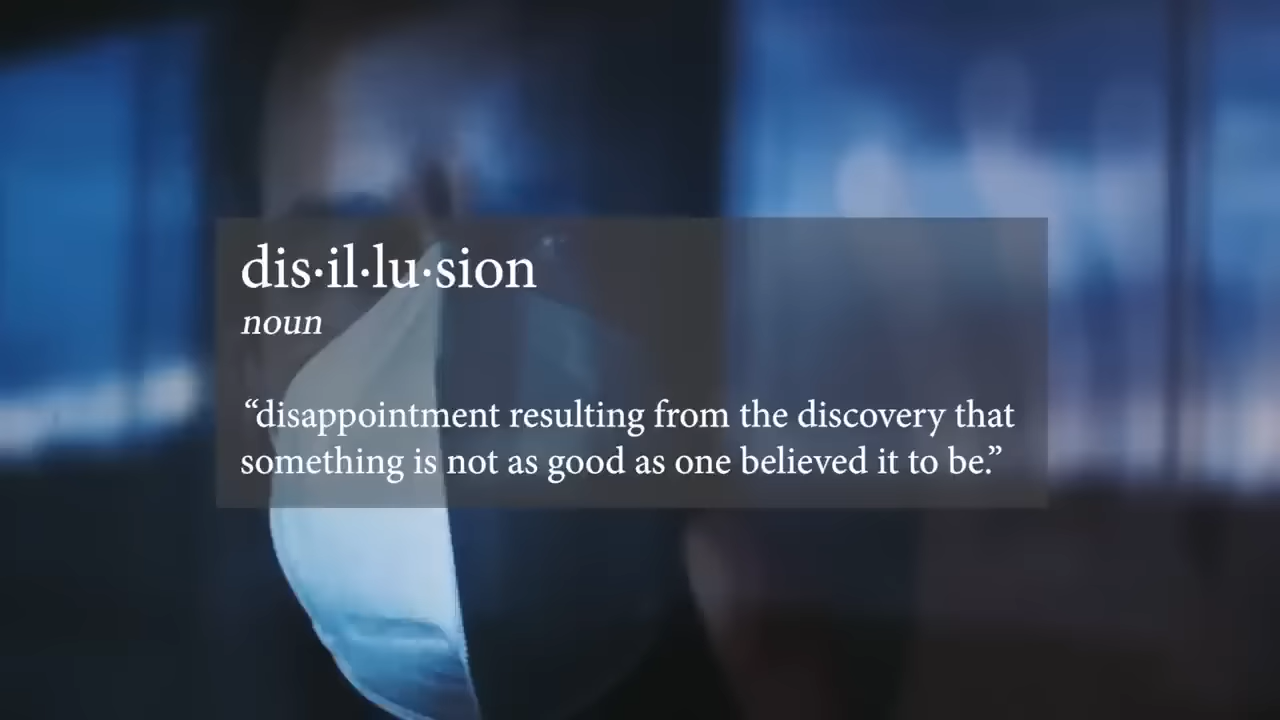 dis·il·lu·sion
noun
“disappointment resulting from the discovery that
something is not as good as one believed it to be.”